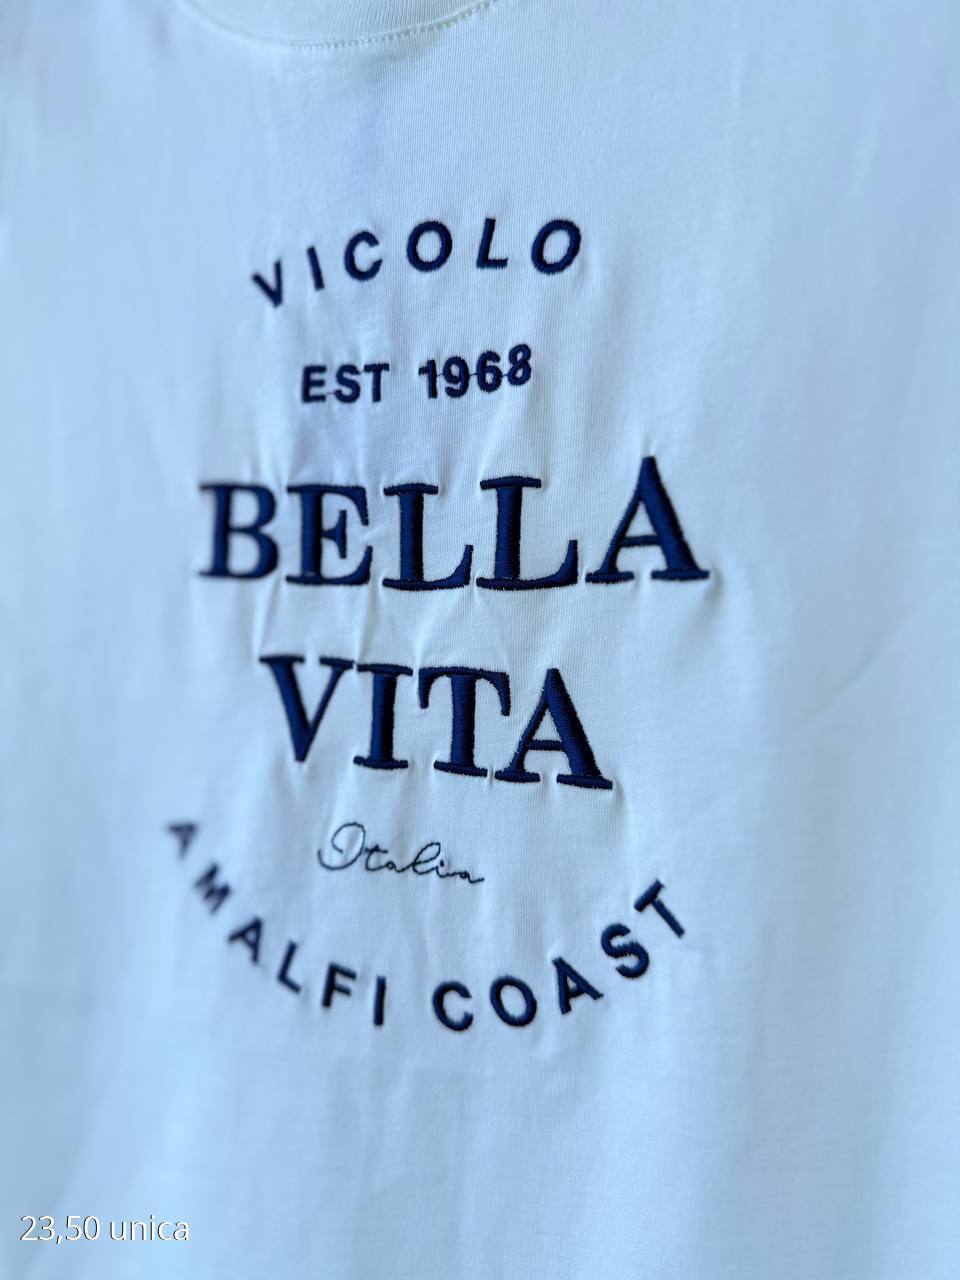 VICOLO
EST 1968
BELLA
VITA
Italia
AMALFI COAST
23,50 unica